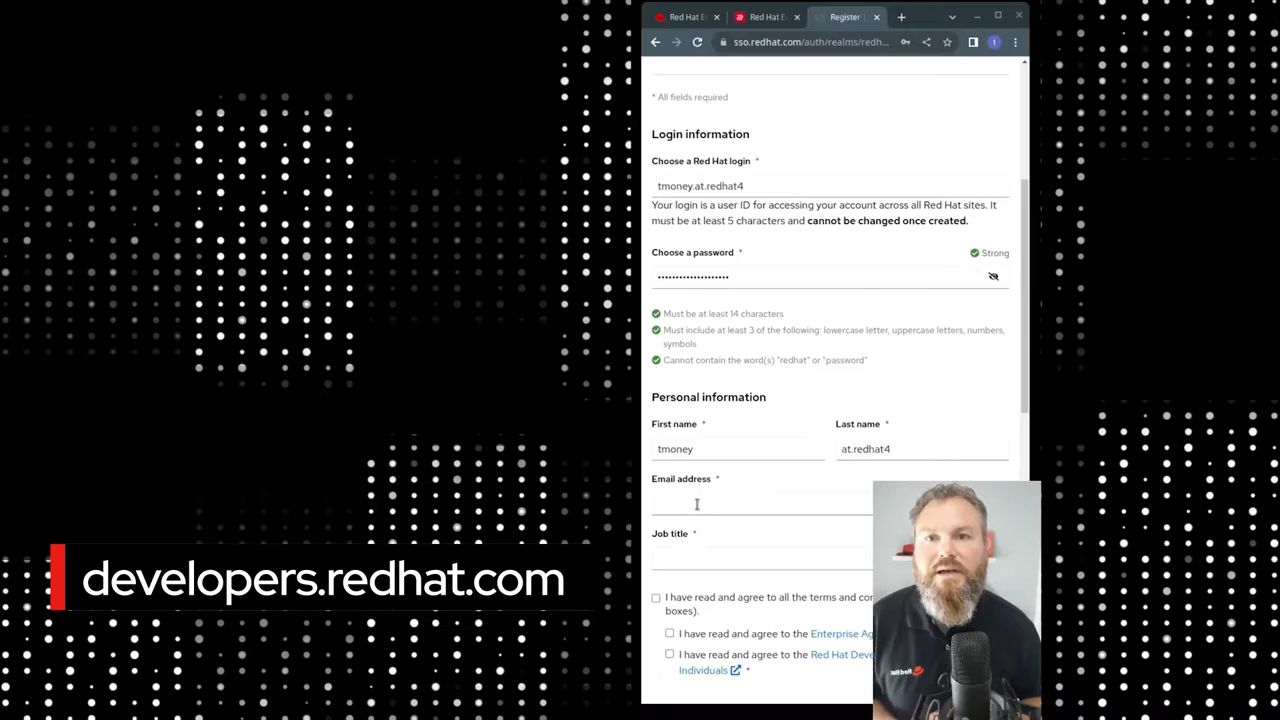 Red Hat E
Red Hat E
Register
sso.redhat.com/auth/realms/redh...
t
* All fields required
Login information
Choose a Red Hat login *
tmoney.at.redhat4
Your login is a user ID for accessing your account across all Red Hat sites. It
must be at least 5 characters and cannot be changed once created.
Choose a password *
Strong
••••••••••••••••••••
Must be at least 14 characters
Must include at least 3 of the following: lowercase letter, uppercase letters, numbers,
symbols
Cannot contain the word(s) "redhat" or "password"
Personal information
First name *
Last name *
tmoney
at.redhat4
Email address *
Job title *
I have read and agree to all the terms and cor
boxes).
I have read and agree to the Enterprise Ag
I have read and agree to the Red Hat Deve
Individuals *
developers.redhat.com
Red Hat